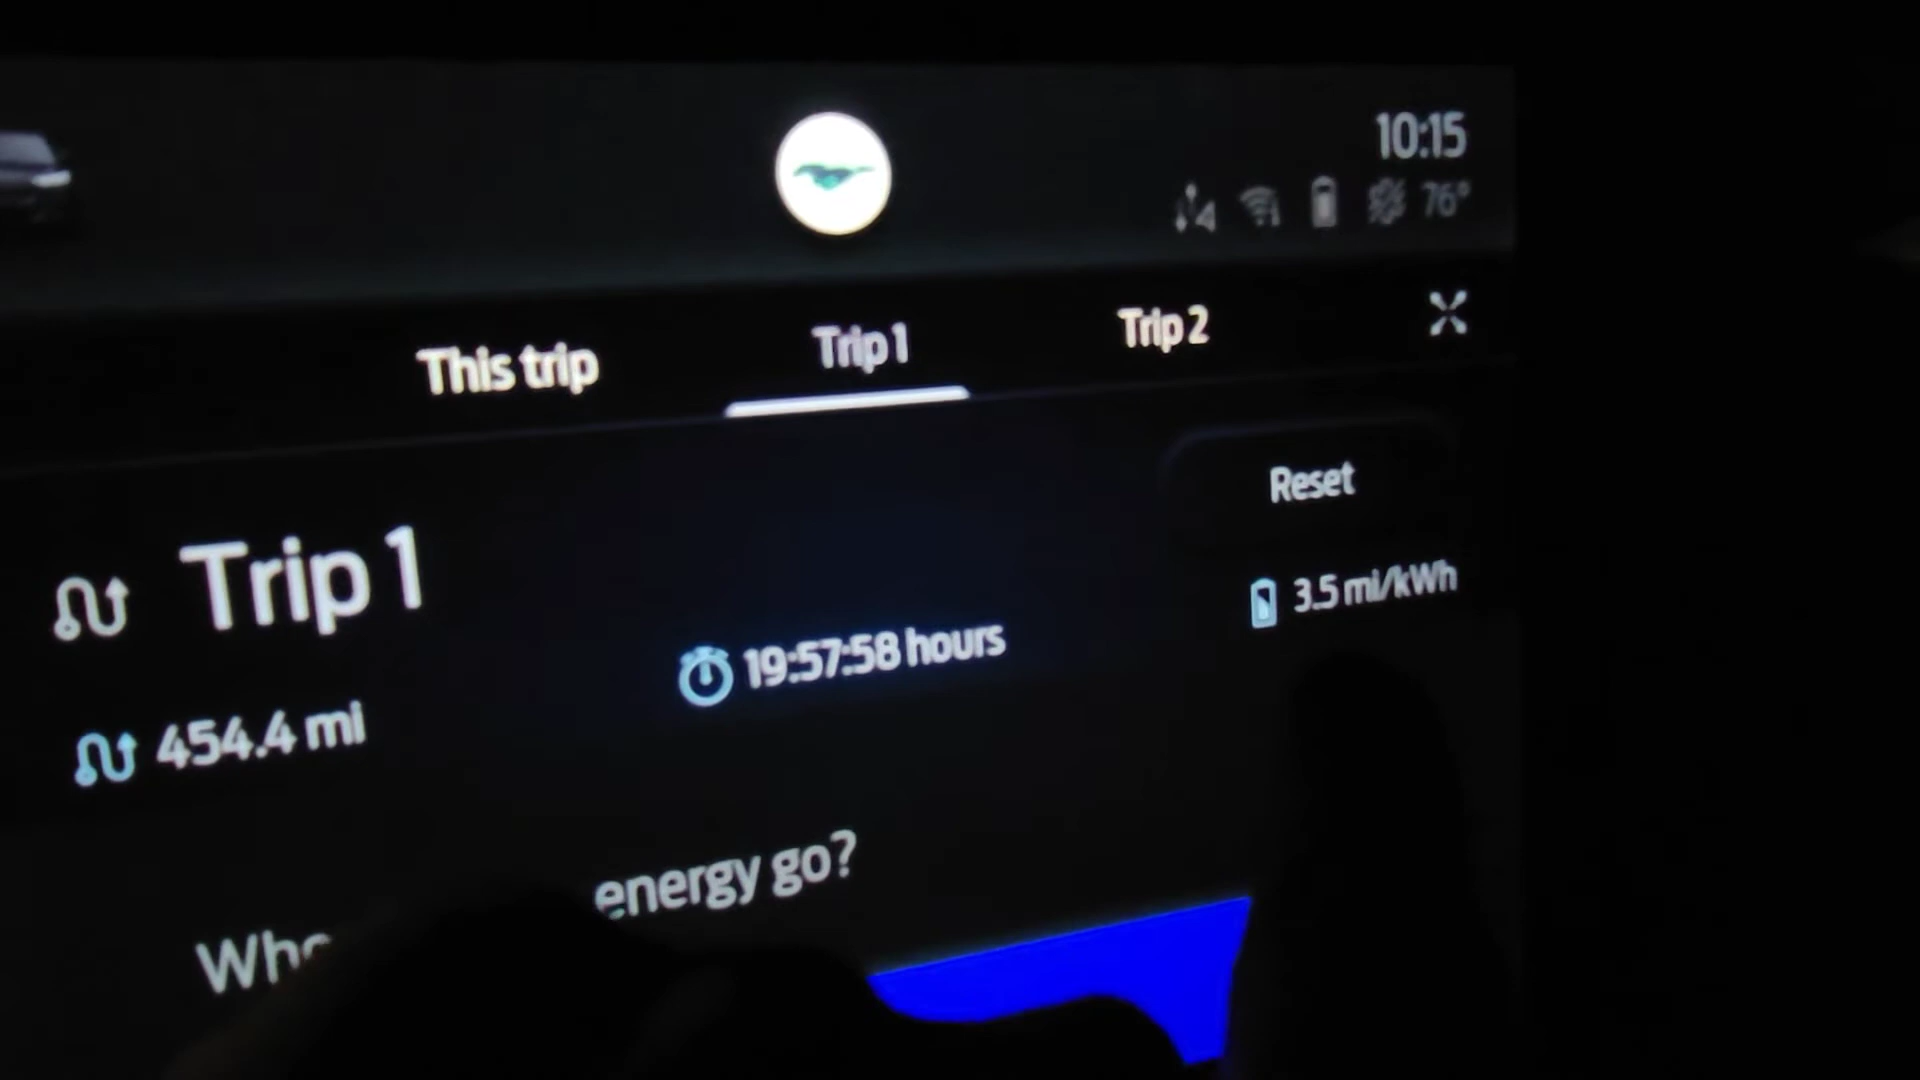 10:15
76°
This trip
Trip 1
Trip 2
Reset
Trip 1
3.5 mi/kWh
19:57:58 hours
454.4 mi
energy go?